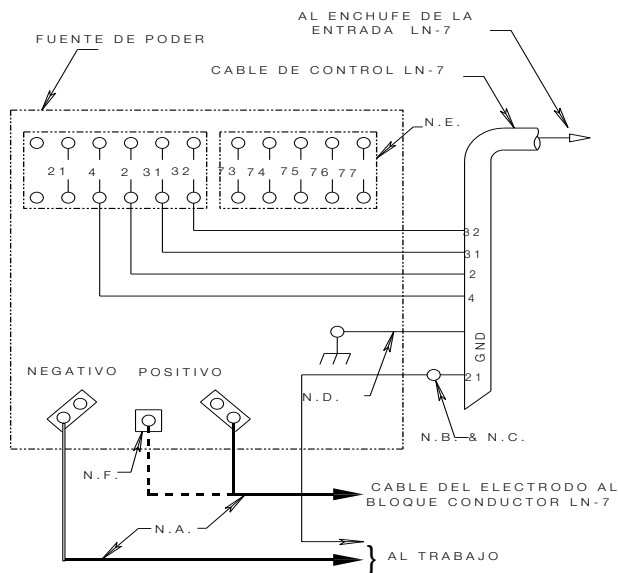 AL ENCHUFE DE LA
ENTRADA LN-7
FUENTE DE PODER
CABLE DE CONTROL LN-7
N.E.
21 4 2 31 32
73 74 75 76 77
32
31
2
4
GND
21
NEGATIVO
POSITIVO
N.D.
N.B. & N.C.
N.F.
N.A.
CABLE DEL ELECTRODO AL
BLOQUE CONDUCTOR LN-7
} AL TRABAJO